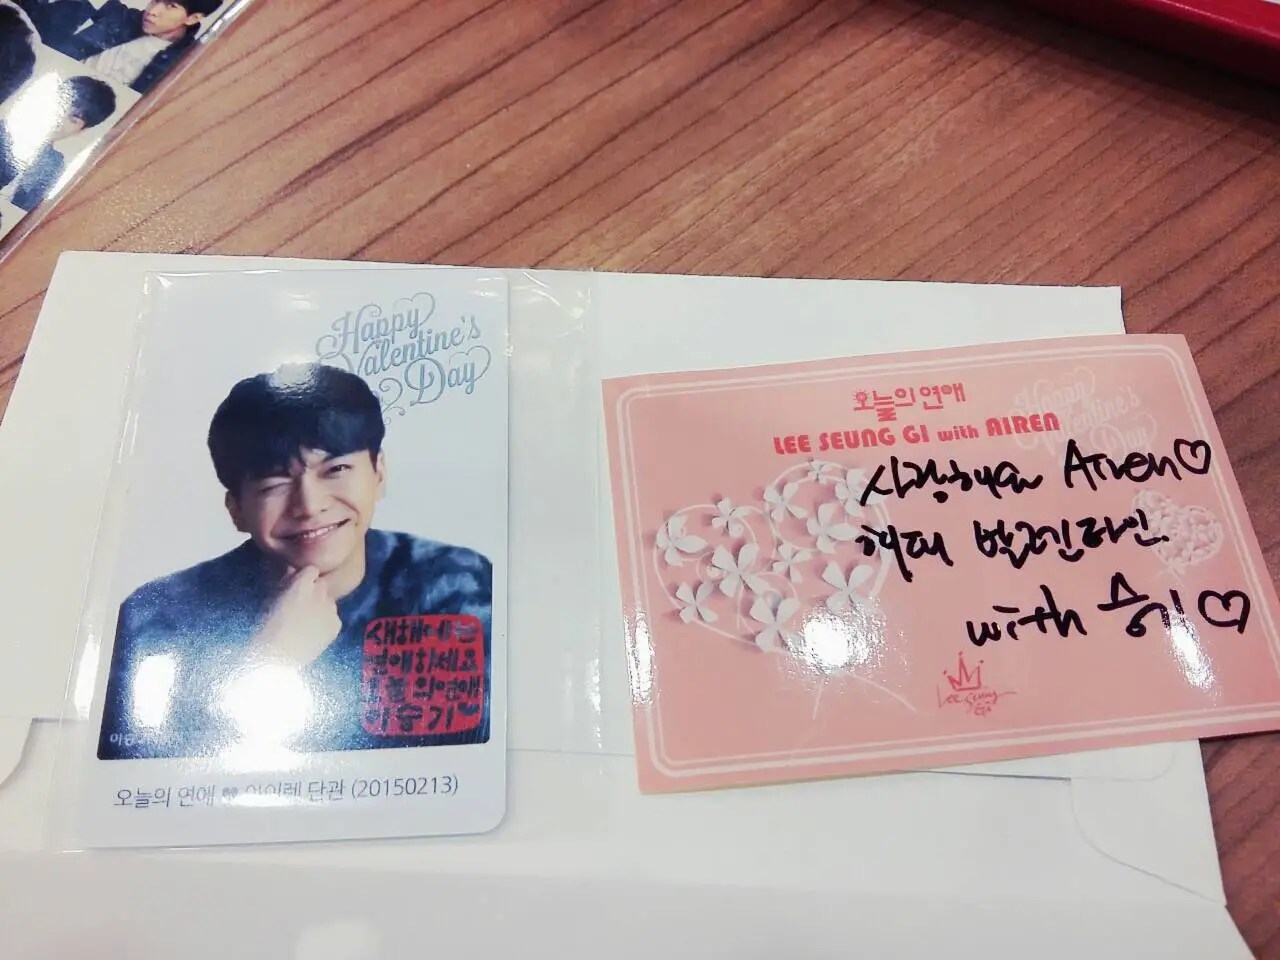 Happy
Valentine's
Day
새해에는
연애하세요
오늘의연애
이승기♥
오늘의 연애 ♥ 아이렌 단관 (20150213)
오늘의 연애
LEE SEUNG GI with AIREN
Happy
Valentine's
Day
사랑해요 Airen♡
해피 발렌타인
with 승기♡
Lee Seung
Gi